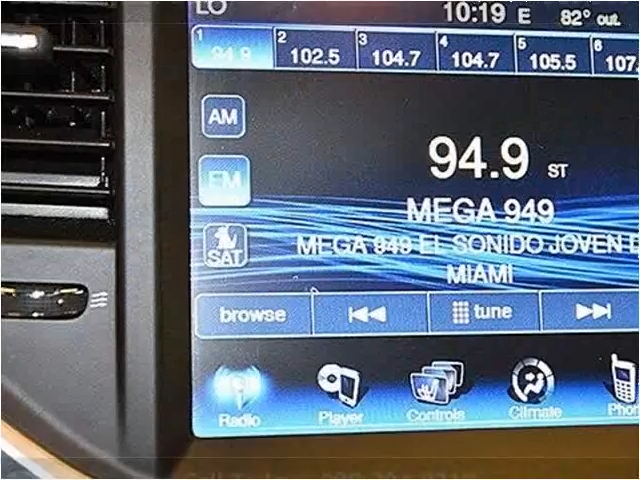 LO 10:19 E 82° out.
1 2 3 4 5 6
94.9 102.5 104.7 104.7 105.5 107.
AM
94.9 ST
FM
MEGA 949
SAT
MEGA 949 EL SONIDO JOVEN D
MIAMI
browse tune
Radio Player Controls Climate Phon